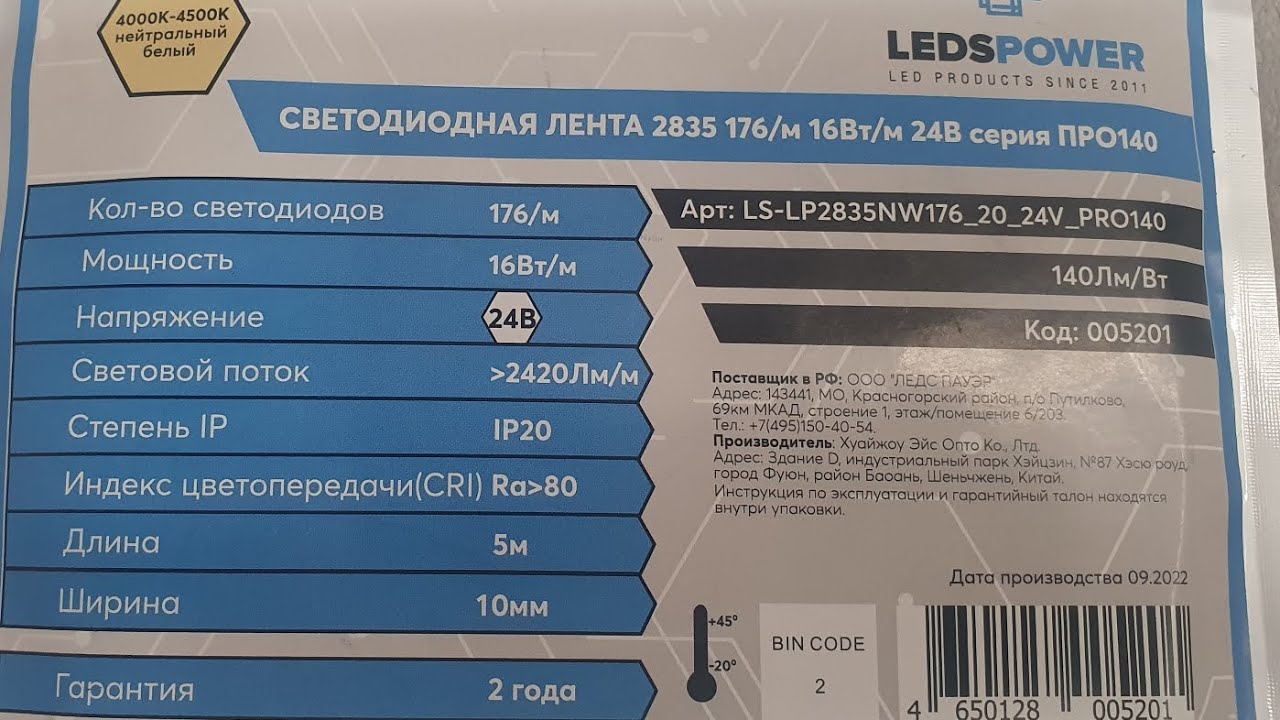 4000K-4500K
нейтральный
белый
LEDSPOWER
LED PRODUCTS SINCE 2011
СВЕТОДИОДНАЯ ЛЕНТА 2835 176/м 16Вт/м 24В серия ПРО140
Кол-во светодиодов 176/м
Мощность 16Вт/м
Напряжение 24В
Световой поток >2420Лм/м
Степень IP IP20
Индекс цветопередачи(CRI) Ra>80
Длина 5м
Ширина 10мм
Гарантия 2 года
Арт: LS-LP2835NW176_20_24V_PRO140
140Лм/Вт
Код: 005201
Поставщик в РФ: ООО "ЛЕДС ПАУЭР"
Адрес: 143441, МО, Красногорский район, п/о Путилково,
69км МКАД, строение 1, этаж/помещение 6/203.
Тел.: +7(495)150-40-54.
Производитель: Хуайжоу Эйс Опто Ко., Лтд.
Адрес: Здание D, индустриальный парк Хэйцзин, №87 Хэсю роуд,
город Фуюн, район Баоань, Шеньчжень, Китай.
Инструкция по эксплуатации и гарантийный талон находятся
внутри упаковки.
Дата производства 09.2022
+45°
-20°
BIN CODE
2
4 650128 005201